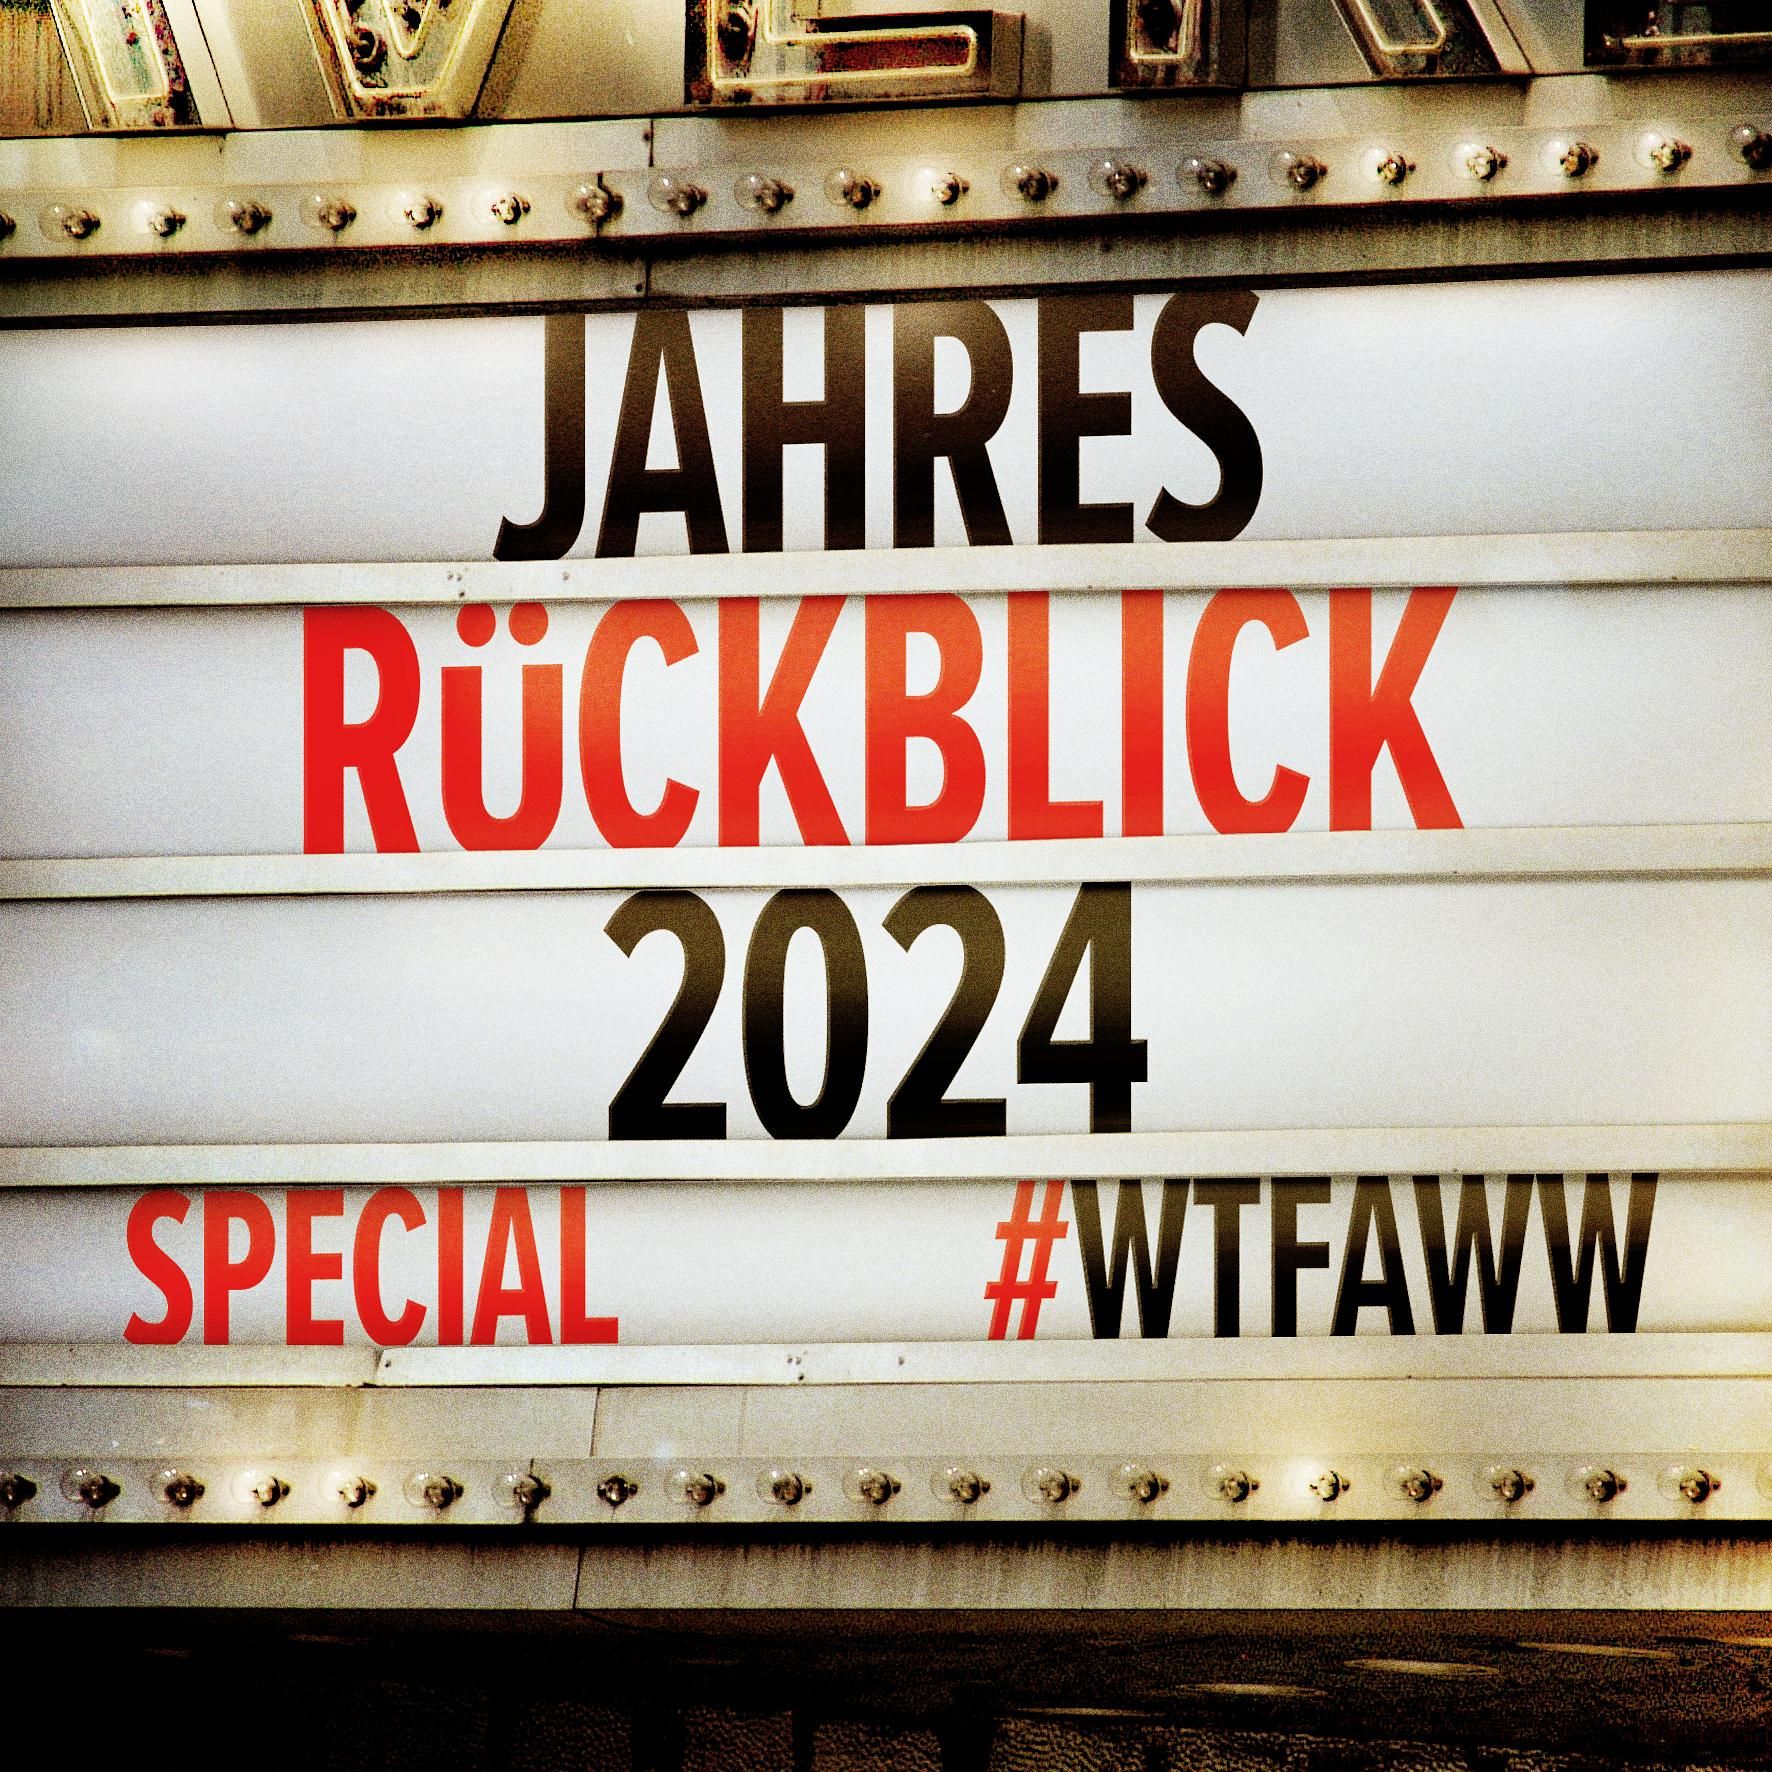 JAHRES
RüCKBLICK
2024
SPECIAL #WTFAWW